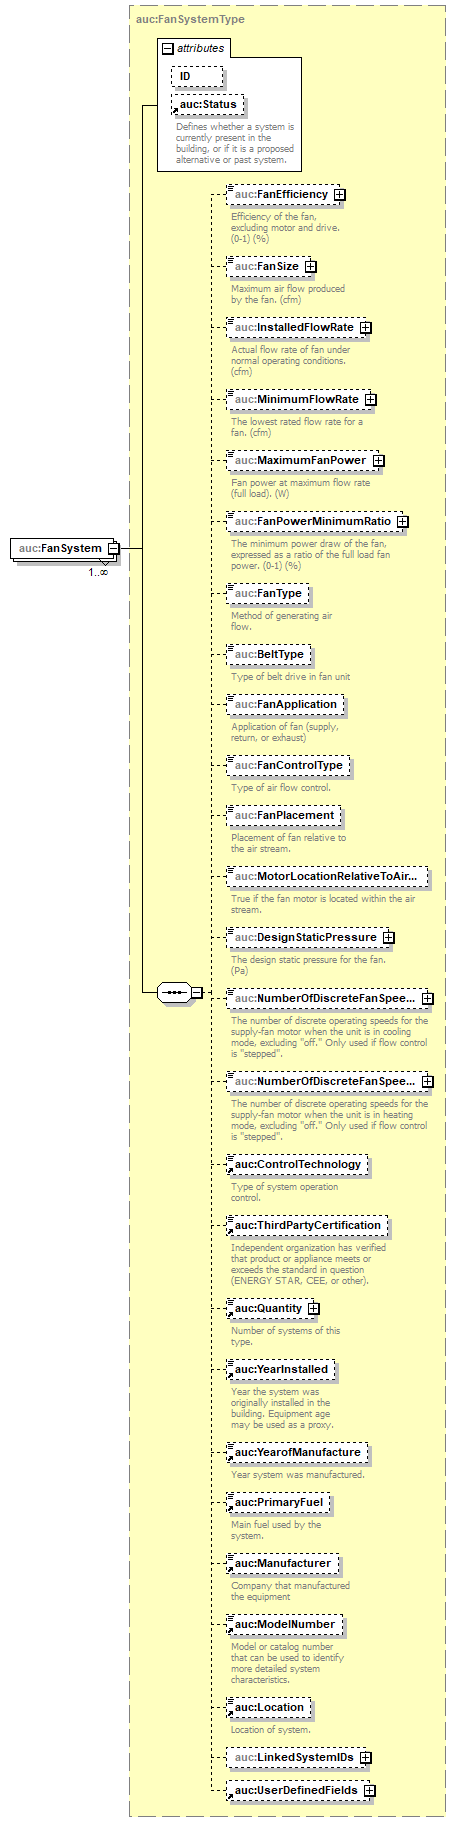 auc:FanSystemType
attributes
ID
auc:Status
Defines whether a system is
currently present in the
building, or if it is a proposed
alternative or past system.
auc:FanEfficiency
Efficiency of the fan,
excluding motor and drive.
(0-1) (%)
auc:FanSize
Maximum air flow produced
by the fan. (cfm)
auc:InstalledFlowRate
Actual flow rate of fan under
normal operating conditions.
(cfm)
auc:MinimumFlowRate
The lowest rated flow rate for a
fan. (cfm)
auc:MaximumFanPower
Fan power at maximum flow rate
(full load). (W)
auc:FanPowerMinimumRatio
The minimum power draw of the fan,
expressed as a ratio of the full load fan
power. (0-1) (%)
auc:FanSystem
1..∞
auc:FanType
Method of generating air
flow.
auc:BeltType
Type of belt drive in fan unit
auc:FanApplication
Application of fan (supply,
return, or exhaust)
auc:FanControlType
Type of air flow control.
auc:FanPlacement
Placement of fan relative to
the air stream.
auc:MotorLocationRelativeToAir...
True if the fan motor is located within the air
stream.
auc:DesignStaticPressure
The design static pressure for the fan.
(Pa)
auc:NumberOfDiscreteFanSpee...
The number of discrete operating speeds for the
supply-fan motor when the unit is in cooling
mode, excluding "off." Only used if flow control
is "stepped".
auc:NumberOfDiscreteFanSpee...
The number of discrete operating speeds for the
supply-fan motor when the unit is in heating
mode, excluding "off." Only used if flow control
is "stepped".
auc:ControlTechnology
Type of system operation
control.
auc:ThirdPartyCertification
Independent organization has verified
that product or appliance meets or
exceeds the standard in question
(ENERGY STAR, CEE, or other).
auc:Quantity
Number of systems of this
type.
auc:YearInstalled
Year the system was
originally installed in the
building. Equipment age
may be used as a proxy.
auc:YearofManufacture
Year system was manufactured.
auc:PrimaryFuel
Main fuel used by the
system.
auc:Manufacturer
Company that manufactured
the equipment
auc:ModelNumber
Model or catalog number
that can be used to identify
more detailed system
characteristics.
auc:Location
Location of system.
auc:LinkedSystemIDs
auc:UserDefinedFields